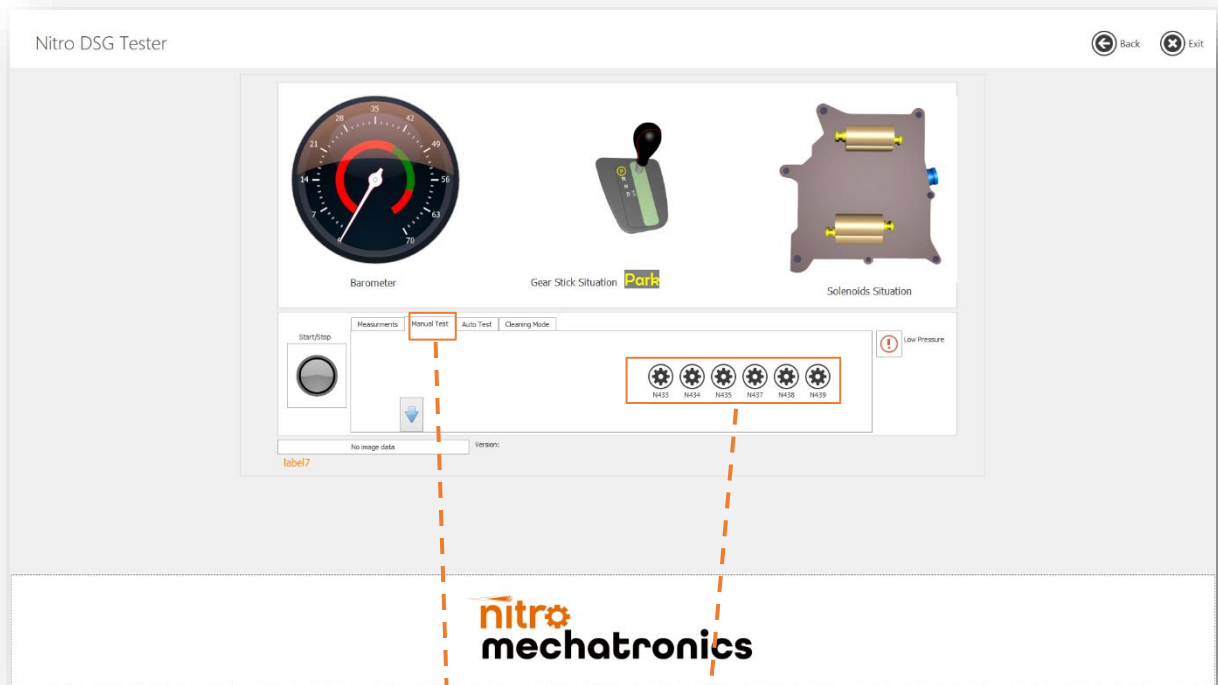 Nitro DSG Tester
Back
Exit
7
14
21
28
35
42
49
56
63
70
P
R
N
D
Barometer
Gear Stick Situation Park
Solenoids Situation
Measurments Manual Test Auto Test Cleaning Mode
Start/Stop
Low Pressure
N433 N434 N435 N437 N438 N439
No image data
Version:
label7
nitro
mechatronics